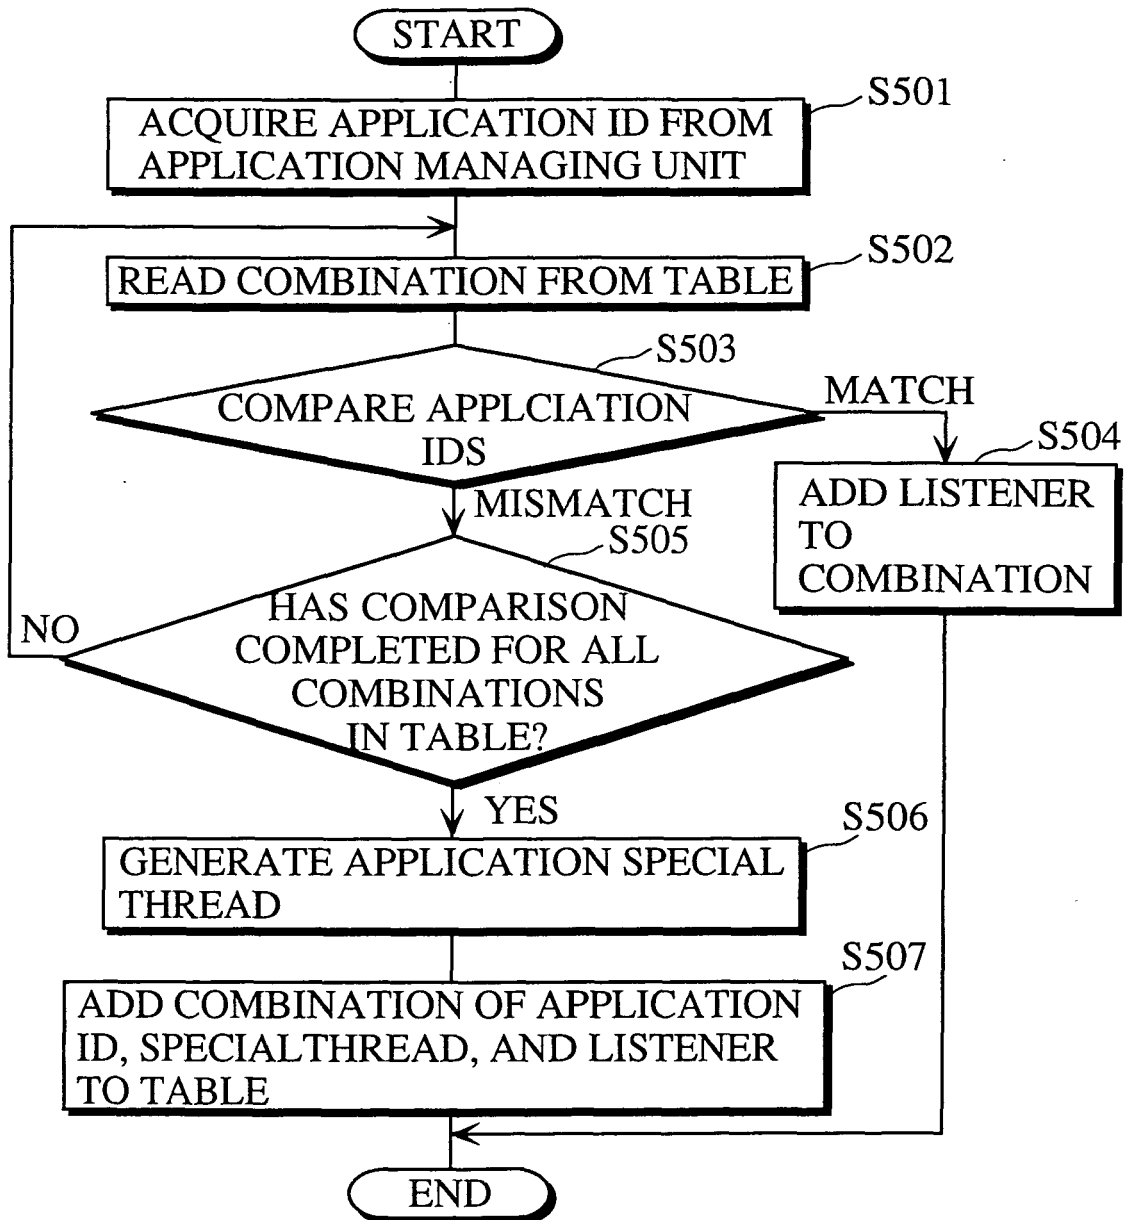 START
S501
ACQUIRE APPLICATION ID FROM
APPLICATION MANAGING UNIT
S502
READ COMBINATION FROM TABLE
S503
COMPARE APPLCIATION
IDS
MATCH
S504
ADD LISTENER
TO
COMBINATION
MISMATCH
S505
HAS COMPARISON
COMPLETED FOR ALL
COMBINATIONS
IN TABLE?
NO
YES
S506
GENERATE APPLICATION SPECIAL
THREAD
S507
ADD COMBINATION OF APPLICATION
ID, SPECIALTHREAD, AND LISTENER
TO TABLE
END